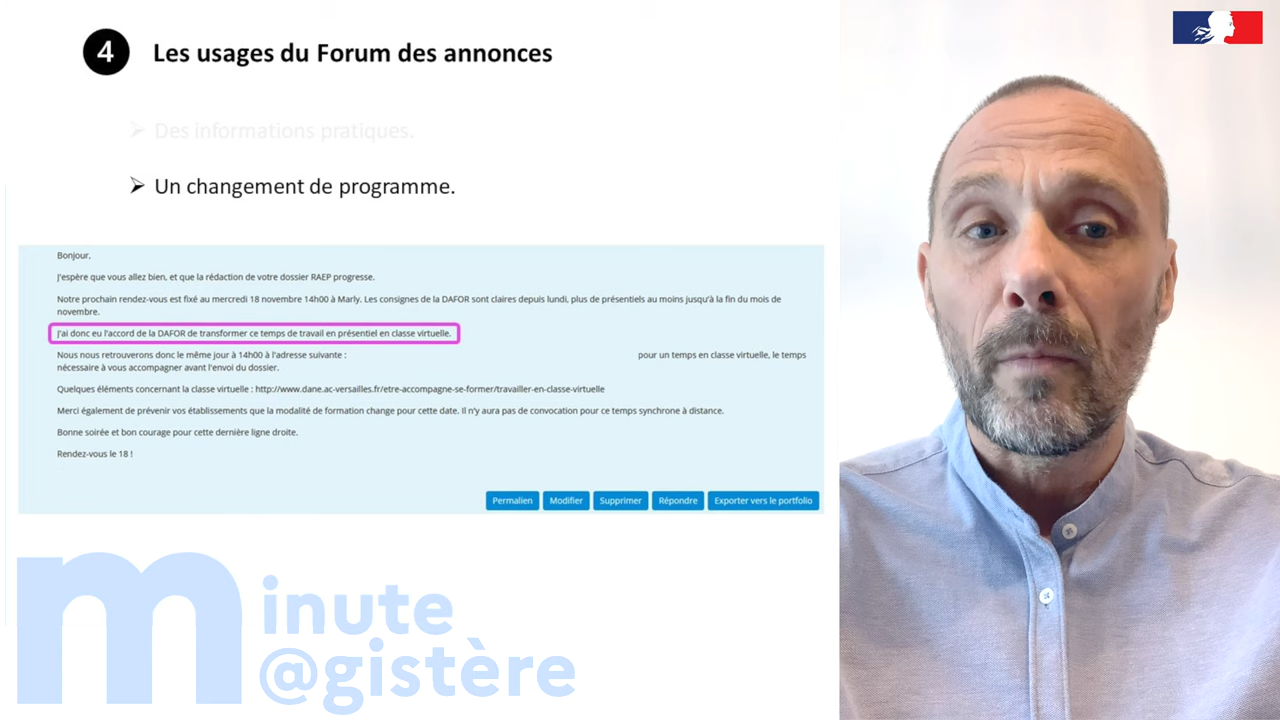 4 Les usages du Forum des annonces
Des informations pratiques.
Un changement de programme.
Bonjour,
J'espère que vous allez bien, et que la rédaction de votre dossier RAEP progresse.
Notre prochain rendez-vous est fixé au mercredi 18 novembre 14h00 à Marly. Les consignes de la DAFOR sont claires depuis lundi, plus de présentiels au moins jusqu'à la fin du mois de
novembre.
J'ai donc eu l'accord de la DAFOR de transformer ce temps de travail en présentiel en classe virtuelle.
Nous nous retrouverons donc le même jour à 14h00 à l'adresse suivante : pour un temps en classe virtuelle, le temps
nécessaire à vous accompagner avant l'envoi du dossier.
Quelques éléments concernant la classe virtuelle : http://www.dane.ac-versailles.fr/etre-accompagne-se-former/travailler-en-classe-virtuelle
Merci également de prévenir vos établissements que la modalité de formation change pour cette date. Il n'y aura pas de convocation pour ce temps synchrone à distance.
Bonne soirée et bon courage pour cette dernière ligne droite.
Rendez-vous le 18 !
Permalien Modifier Supprimer Répondre Exporter vers le portfolio
minute
@gistère